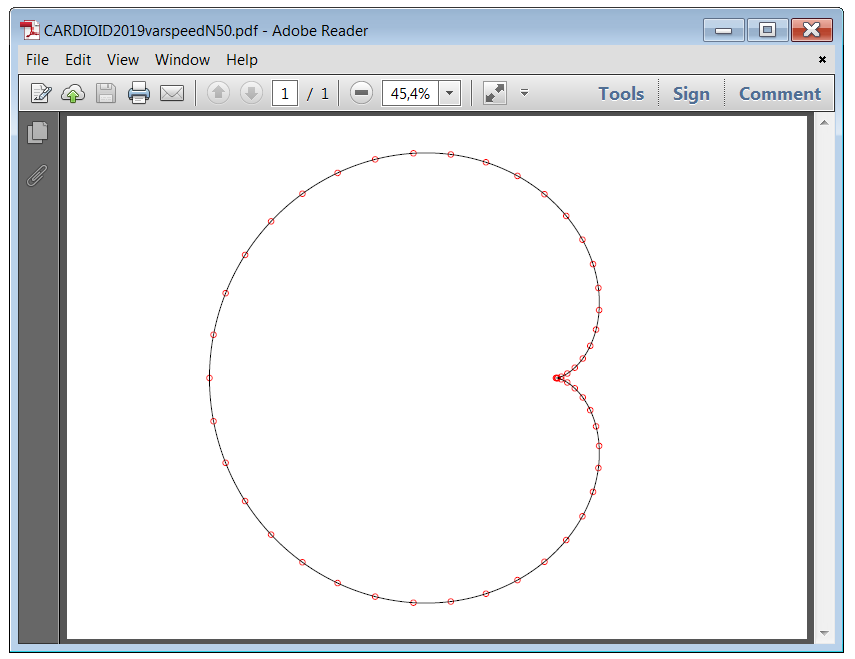 CARDIOID2019varspeedN50.pdf - Adobe Reader
File Edit View Window Help
1 / 1 45,4% Tools Sign Comment